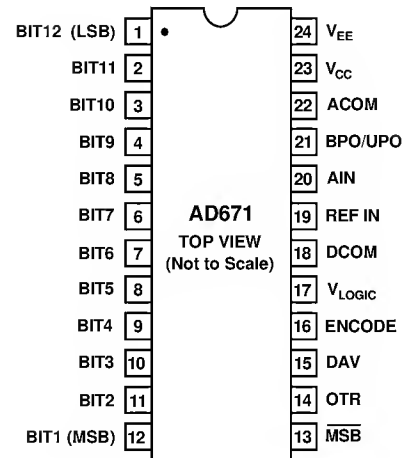 BIT12 (LSB) 1 24 VEE
BIT11 2 23 VCC
BIT10 3 22 ACOM
BIT9 4 21 BPO/UPO
BIT8 5 20 AIN
BIT7 6 AD671 19 REF IN
BIT6 7 TOP VIEW 18 DCOM
BIT5 8 (Not to Scale) 17 VLOGIC
BIT4 9 16 ENCODE
BIT3 10 15 DAV
BIT2 11 14 OTR
BIT1 (MSB) 12 13 M̅S̅B̅